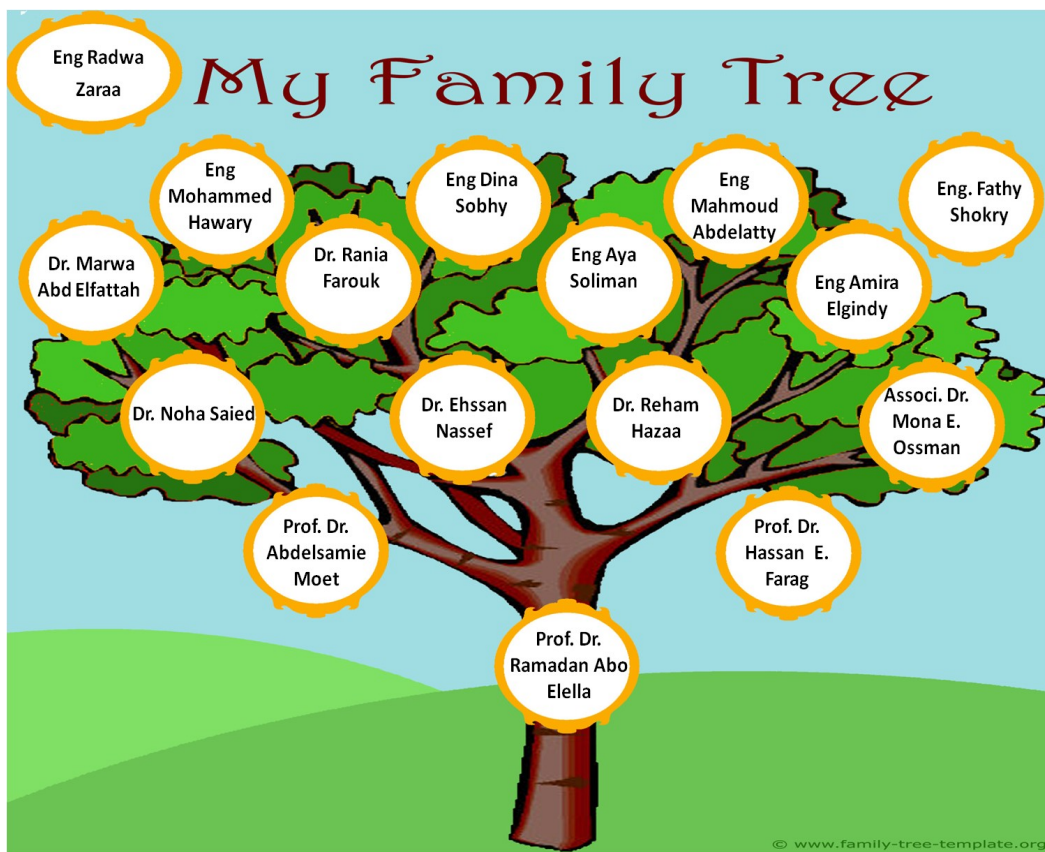 Eng Radwa
Zaraa
My Family Tree
Eng
Mohammed
Hawary
Eng Dina
Sobhy
Eng
Mahmoud
Abdelatty
Eng. Fathy
Shokry
Dr. Marwa
Abd Elfattah
Dr. Rania
Farouk
Eng Aya
Soliman
Eng Amira
Elgindy
Dr. Noha Saied
Dr. Ehssan
Nassef
Dr. Reham
Hazaa
Associ. Dr.
Mona E.
Ossman
Prof. Dr.
Abdelsamie
Moet
Prof. Dr.
Hassan E.
Farag
Prof. Dr.
Ramadan Abo
Elella
© www.family-tree-template.org